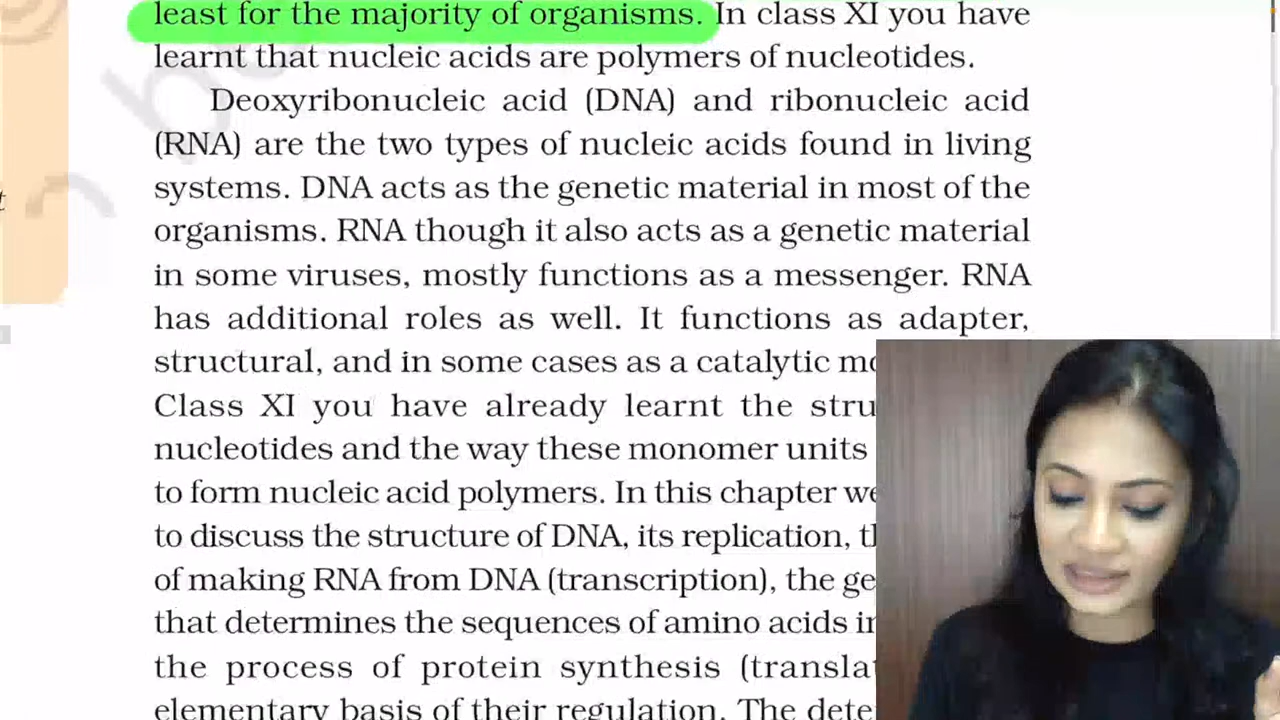 least for the majority of organisms. In class XI you have
learnt that nucleic acids are polymers of nucleotides.
Deoxyribonucleic acid (DNA) and ribonucleic acid
(RNA) are the two types of nucleic acids found in living
systems. DNA acts as the genetic material in most of the
organisms. RNA though it also acts as a genetic material
in some viruses, mostly functions as a messenger. RNA
has additional roles as well. It functions as adapter,
structural, and in some cases as a catalytic
Class XI you have already learnt the
nucleotides and the way these monomer units
to form nucleic acid polymers. In this chapter we
to discuss the structure of DNA, its replication,
of making RNA from DNA (transcription), the
that determines the sequences of amino acids
the process of protein synthesis
elementary basis of their regulation. The